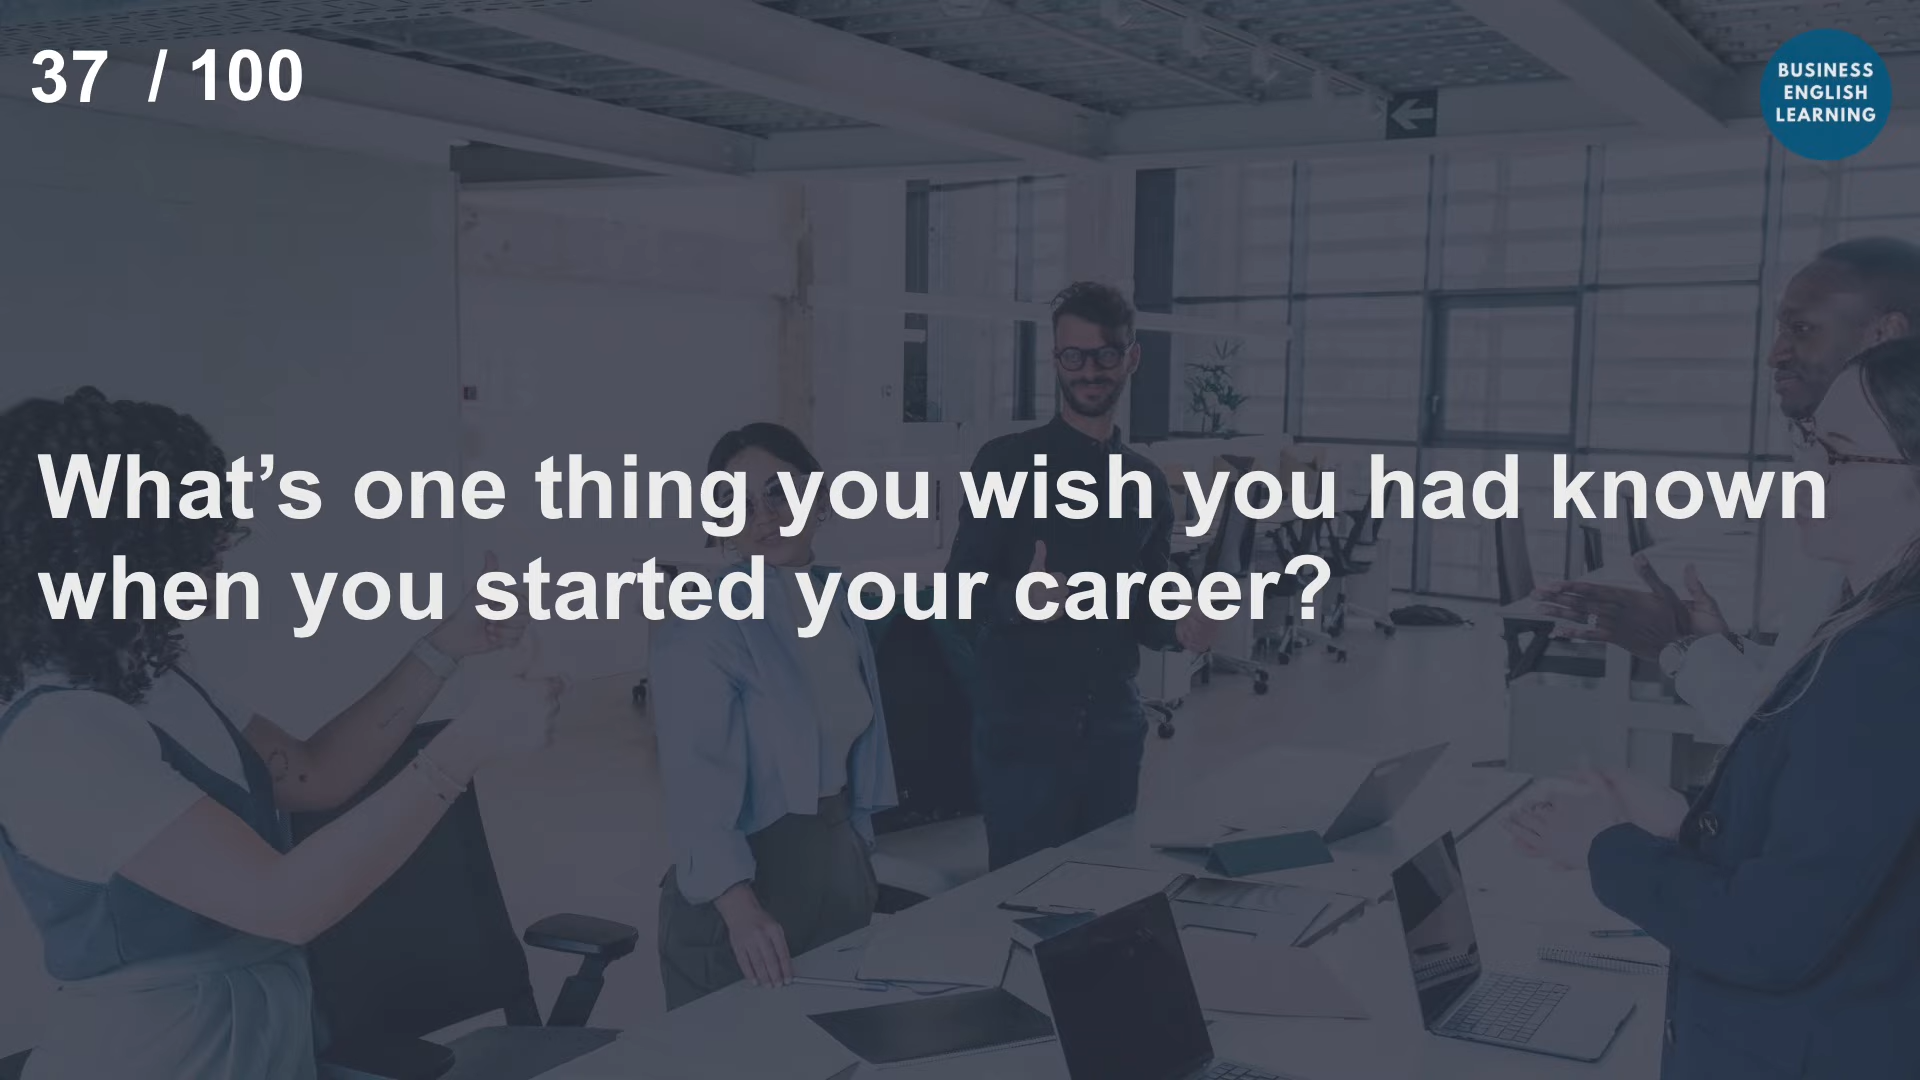 37 / 100
BUSINESS
ENGLISH
LEARNING
What’s one thing you wish you had known
when you started your career?